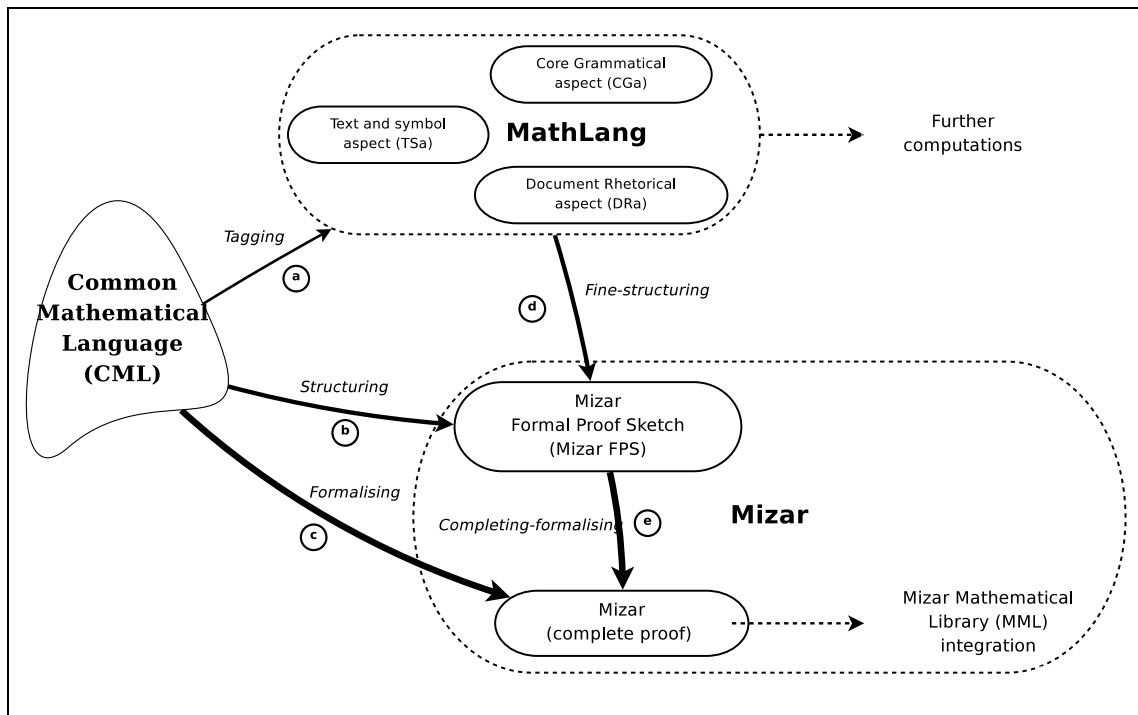 Core Grammatical
aspect (CGa)
Text and symbol
aspect (TSa)
MathLang
Further
computations
Document Rhetorical
aspect (DRa)
Tagging
a
Common
Mathematical
Language
(CML)
d
Fine-structuring
Structuring
b
Mizar
Formal Proof Sketch
(Mizar FPS)
Formalising
c
Completing-formalising
e
Mizar
Mizar
(complete proof)
Mizar Mathematical
Library (MML)
integration